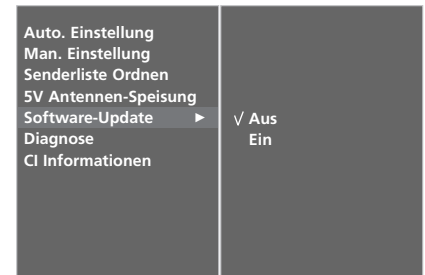 Auto. Einstellung
Man. Einstellung
Senderliste Ordnen
5V Antennen-Speisung
Software-Update ►
Diagnose
CI Informationen
√ Aus
Ein